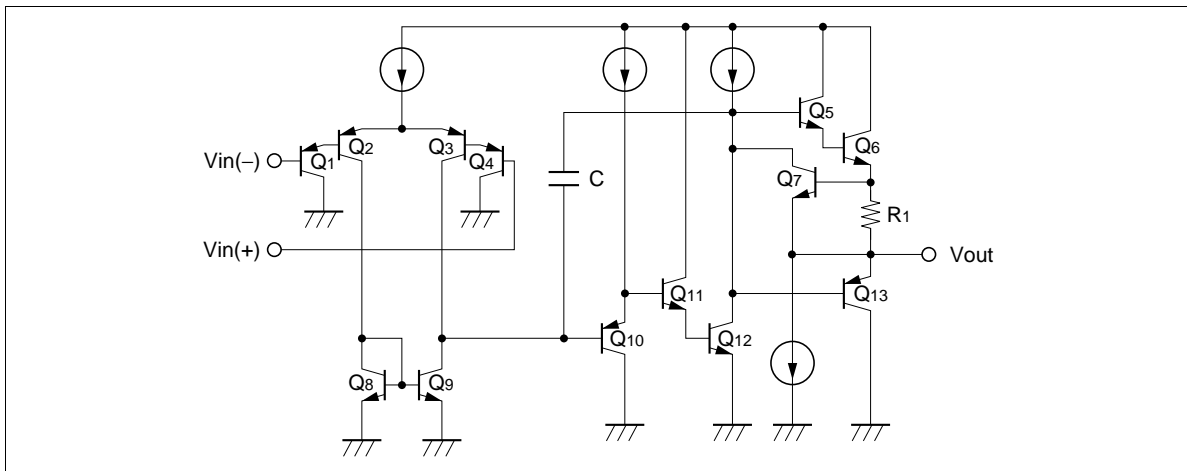 Q5
Q6
Vin(−)
Q1
Q2
Q3
Q4
Q7
C
R1
Vin(+)
Vout
Q11
Q13
Q10
Q12
Q8
Q9